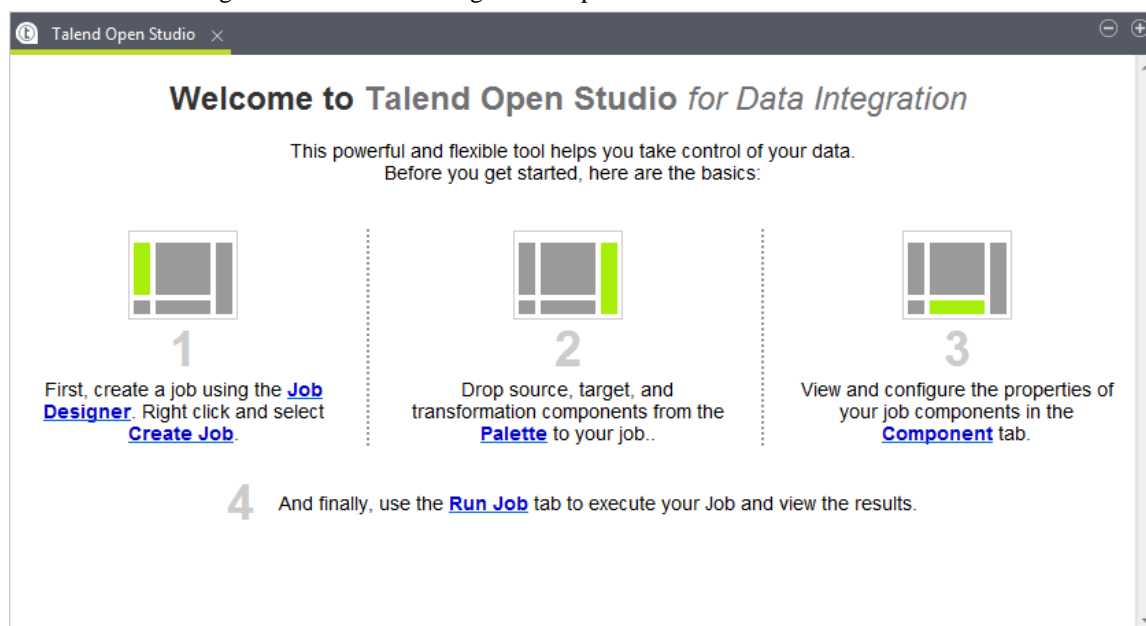 Talend Open Studio
Welcome to Talend Open Studio for Data Integration
This powerful and flexible tool helps you take control of your data.
Before you get started, here are the basics:
1
First, create a job using the Job
Designer. Right click and select
Create Job.
2
Drop source, target, and
transformation components from the
Palette to your job..
3
View and configure the properties of
your job components in the
Component tab.
4 And finally, use the Run Job tab to execute your Job and view the results.